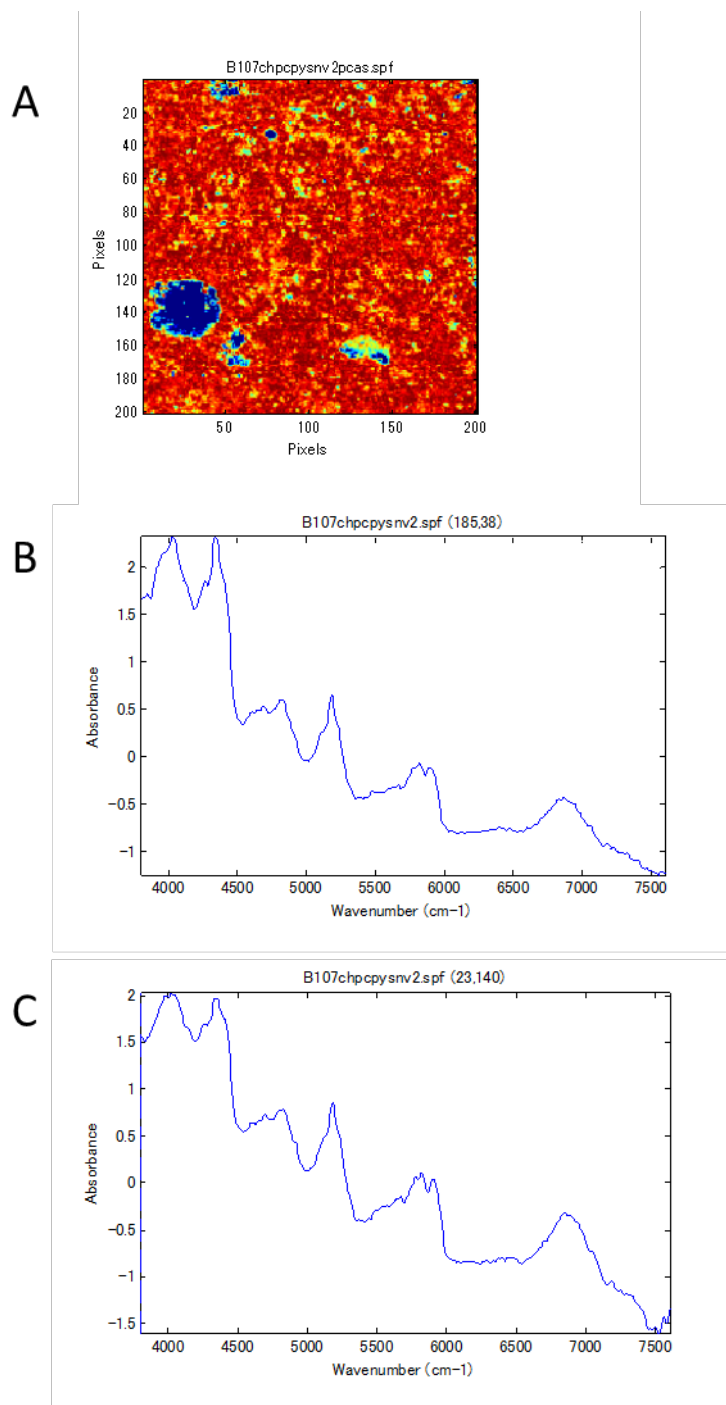 A
B107chpcpysnv2pcas.spf
20
40
60
80
100
120
140
160
180
200
Pixels
50
100
150
200
Pixels
B
B107chpcpysnv2.spf (185,38)
2
1.5
1
0.5
0
−0.5
−1
Absorbance
4000 4500 5000 5500 6000 6500 7000 7500
Wavenumber (cm-1)
C
B107chpcpysnv2.spf (23,140)
2
1.5
1
0.5
0
−0.5
−1
−1.5
Absorbance
4000 4500 5000 5500 6000 6500 7000 7500
Wavenumber (cm-1)